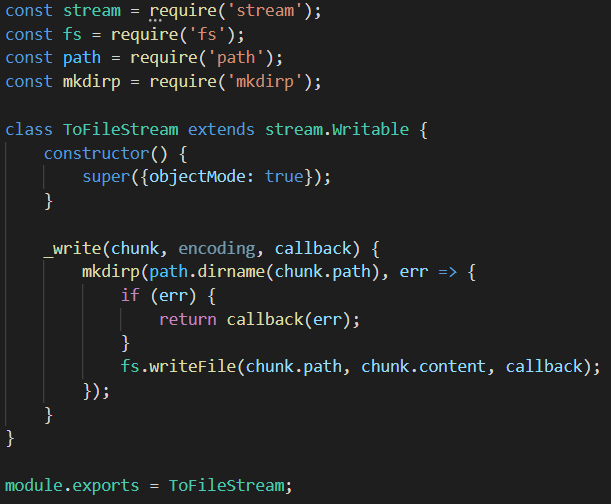 const stream = require('stream');
const fs = require('fs');
const path = require('path');
const mkdirp = require('mkdirp');

class ToFileStream extends stream.Writable {
    constructor() {
        super({objectMode: true});
    }

    _write(chunk, encoding, callback) {
        mkdirp(path.dirname(chunk.path), err => {
            if (err) {
                return callback(err);
            }
            fs.writeFile(chunk.path, chunk.content, callback);
        });
    }
}

module.exports = ToFileStream;